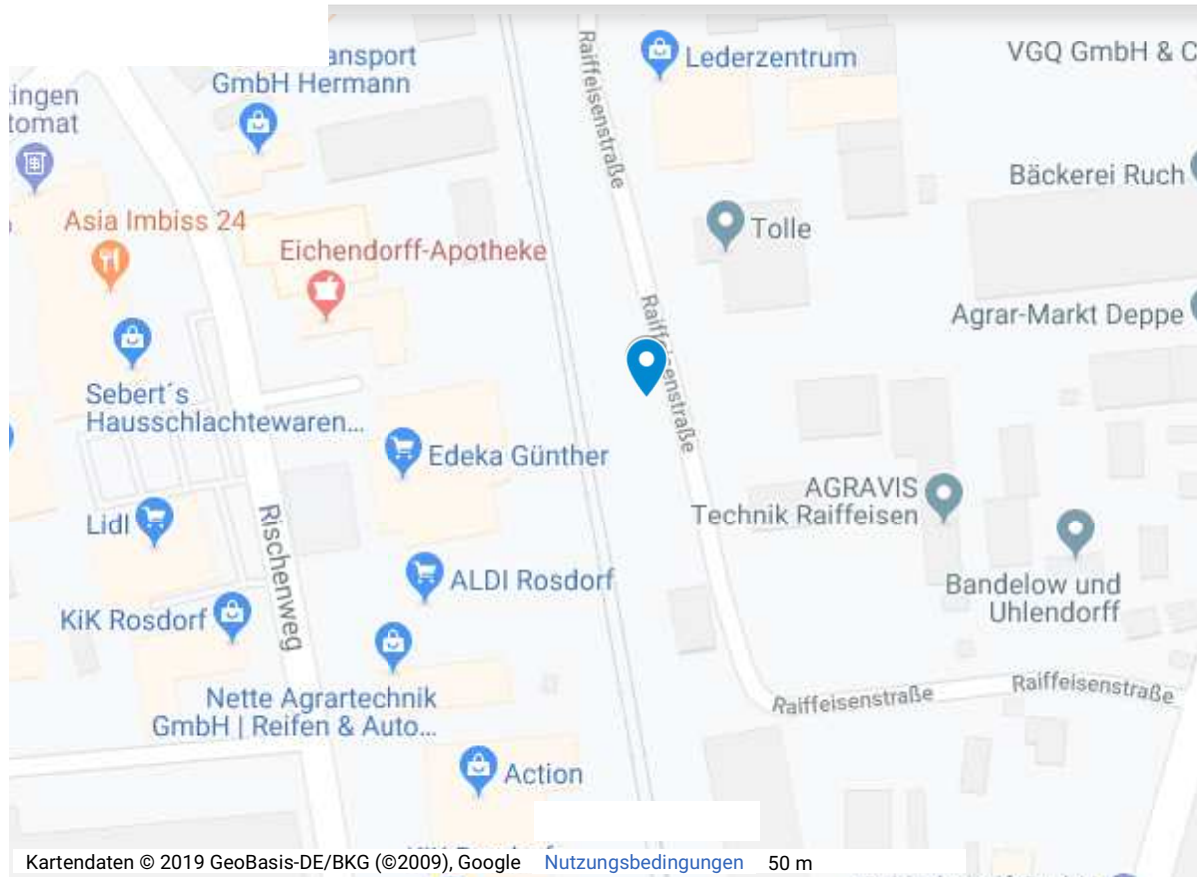 ansport
GmbH Hermann
Raiffeisenstraße
Lederzentrum
VGQ GmbH & C
ingen
tomat
Bäckerei Ruch
Asia Imbiss 24
Tolle
Eichendorff-Apotheke
Raiffeisenstraße
Agrar-Markt Deppe
Sebert´s
Hausschlachtewaren...
Edeka Günther
AGRAVIS
Technik Raiffeisen
Lidl
Rischenweg
ALDI Rosdorf
Bandelow und
Uhlendorff
KiK Rosdorf
Nette Agrartechnik
GmbH | Reifen & Auto...
Raiffeisenstraße
Raiffeisenstraße
Action
Kartendaten © 2019 GeoBasis-DE/BKG (©2009), Google Nutzungsbedingungen 50 m